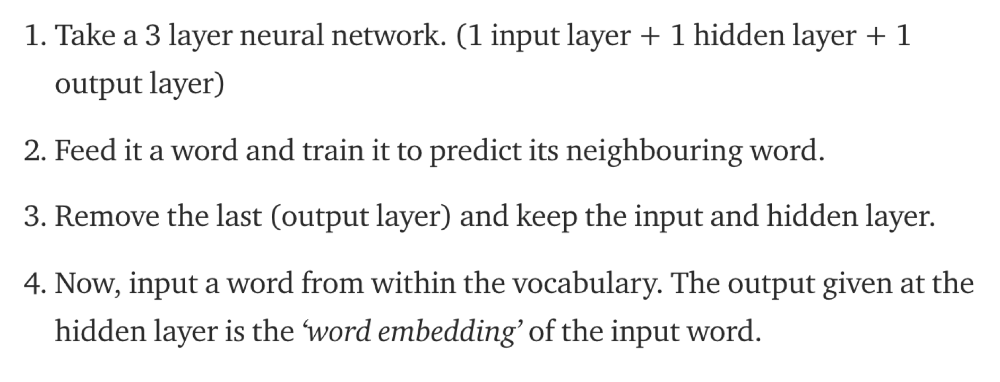 1. Take a 3 layer neural network. (1 input layer + 1 hidden layer + 1
output layer)
2. Feed it a word and train it to predict its neighbouring word.
3. Remove the last (output layer) and keep the input and hidden layer.
4. Now, input a word from within the vocabulary. The output given at the
hidden layer is the ‘word embedding’ of the input word.